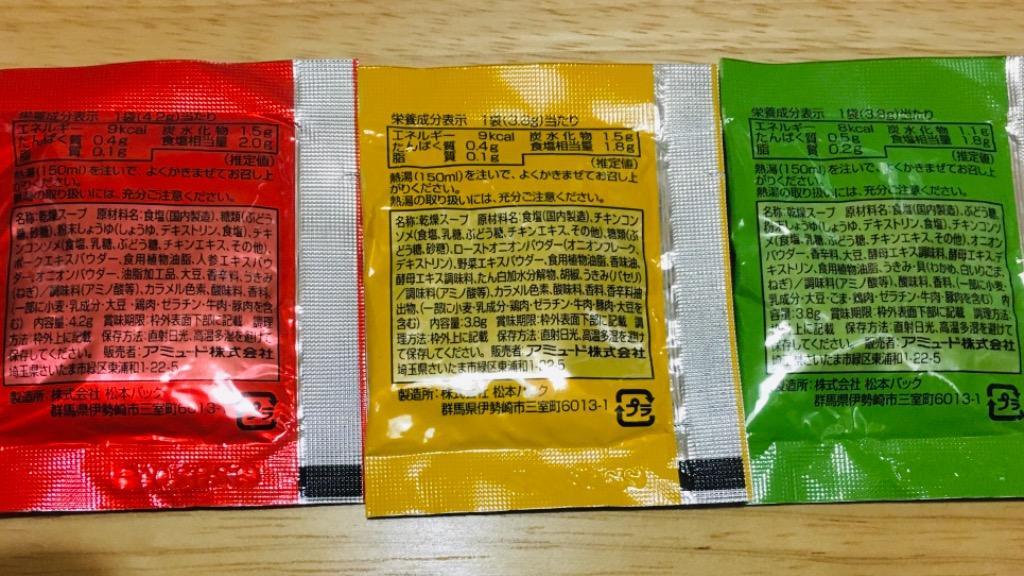 栄養成分表示 1袋(4.2g)当たり
エネルギー 9kcal 炭水化物 1.5g
たんぱく質 0.4g 食塩相当量 2.0g
脂 質 0.1g
(推定値)
熱湯(150ml)を注いで、よくかきまぜてお召し上
がりください。
熱湯の取り扱いには、充分ご注意ください。
名称:乾燥スープ 原材料名:食塩(国内製造)、糖類(ぶどう
糖、砂糖)、粉末しょうゆ(しょうゆ、デキストリン、食塩)、チキ
ンコンソメ(食塩、乳糖、ぶどう糖、チキンエキス、その他)、
ポークエキスパウダー、食用植物油脂、人参エキスパウ
ダー、オニオンパウダー、油脂加工品、大豆、香辛料、うきみ
(ねぎ)/調味料(アミノ酸等)、カラメル色素、酸味料、香料、
(一部に小麦・乳成分・大豆・鶏肉・ゼラチン・牛肉・豚肉を含
む) 内容量:4.2g 賞味期限:枠外表面下部に記載 調理
方法:枠外上に記載 保存方法:直射日光、高温多湿を避け
て保存してください。 販売者:アミュード株式会社
埼玉県さいたま市緑区東浦和1-22-5
製造所:株式会社 松本パック
群馬県伊勢崎市三室町6013-1
プラ
栄養成分表示 1袋(3.8g)当たり
エネルギー 9kcal 炭水化物 1.5g
たんぱく質 0.4g 食塩相当量 1.8g
脂 質 0.1g
(推定値)
熱湯(150ml)を注いで、よくかきまぜてお召し上
がりください。
熱湯の取り扱いには、充分ご注意ください。
名称:乾燥スープ 原材料名:食塩(国内製造)、チキンコン
ソメ(食塩、乳糖、ぶどう糖、チキンエキス、その他)、糖類(ぶど
う糖、砂糖)、ローストオニオンパウダー(オニオンフレーク、
デキストリン)、野菜エキスパウダー、食用植物油脂、香味油、
酵母エキス調味料、たん白加水分解物、胡椒、うきみ(パセリ)
/調味料(アミノ酸等)、カラメル色素、酸味料、香料、香辛料抽
出物、(一部に小麦・乳成分・鶏肉・ゼラチン・牛肉・豚肉・大豆を
含む) 内容量:3.8g 賞味期限:枠外表面下部に記載 調
理方法:枠外上に記載 保存方法:直射日光、高温多湿を避け
て保存してください。 販売者:アミュード株式会社
埼玉県さいたま市緑区東浦和1-22-5
製造所:株式会社 松本パック
群馬県伊勢崎市三室町6013-1
プラ
栄養成分表示 1袋(3.8g)当たり
エネルギー 8kcal 炭水化物 1.1g
たんぱく質 0.5g 食塩相当量 1.8g
脂 質 0.2g
(推定値)
熱湯(150ml)を注いで、よくかきまぜてお召し上
がりください。
熱湯の取り扱いには、充分ご注意ください。
名称:乾燥スープ 原材料名:食塩(国内製造)、ぶどう糖、
チキンコンソメ(食塩、乳糖、ぶどう糖、チキンエキス、その他)、オニオン
パウダー、香辛料、大豆、酵母エキス調味料、酵母エキス、デ
キストリン、食用植物油脂、うきみ・具(わかめ、白いりごま、
ねぎ)/調味料(アミノ酸等)、酸味料、香料、(一部に小麦・
乳成分・大豆・ごま・鶏肉・ゼラチン・牛肉・豚肉を含む) 内容
量:3.8g 賞味期限:枠外表面下部に記載 調理方法:枠
外上に記載 保存方法:直射日光、高温多湿を避けて
保存してください。 販売者:アミュード株式会社
埼玉県さいたま市緑区東浦和1-22-5
製造所:株式会社 松本パック
群馬県伊勢崎市三室町6013-1
プラ